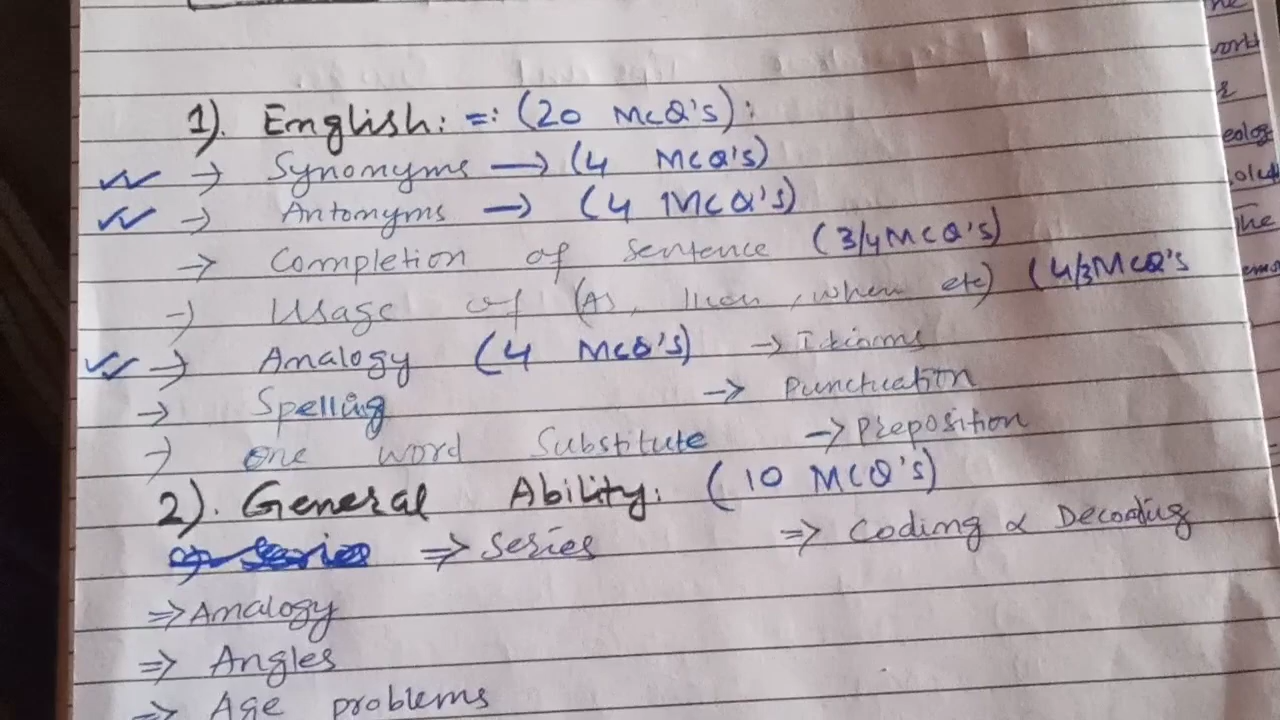 1). English: =: (20 McQ's):
→ Synonyms → (4 MCQ's)
→ Antonyms → (4 MCQ's)
→ Completion of sentence (3/4 MCQ's)
→ Usage of (As, then, when etc) (4/3 MCQ's
→ Analogy (4 McQ's) → Idioms
→ Spelling → Punctuation
→ One word Substitute → Preposition
2). General Ability: (10 MCQ's)
⇒ Series ⇒ Coding & Decoding
⇒ Analogy
⇒ Angles
⇒ Age problems